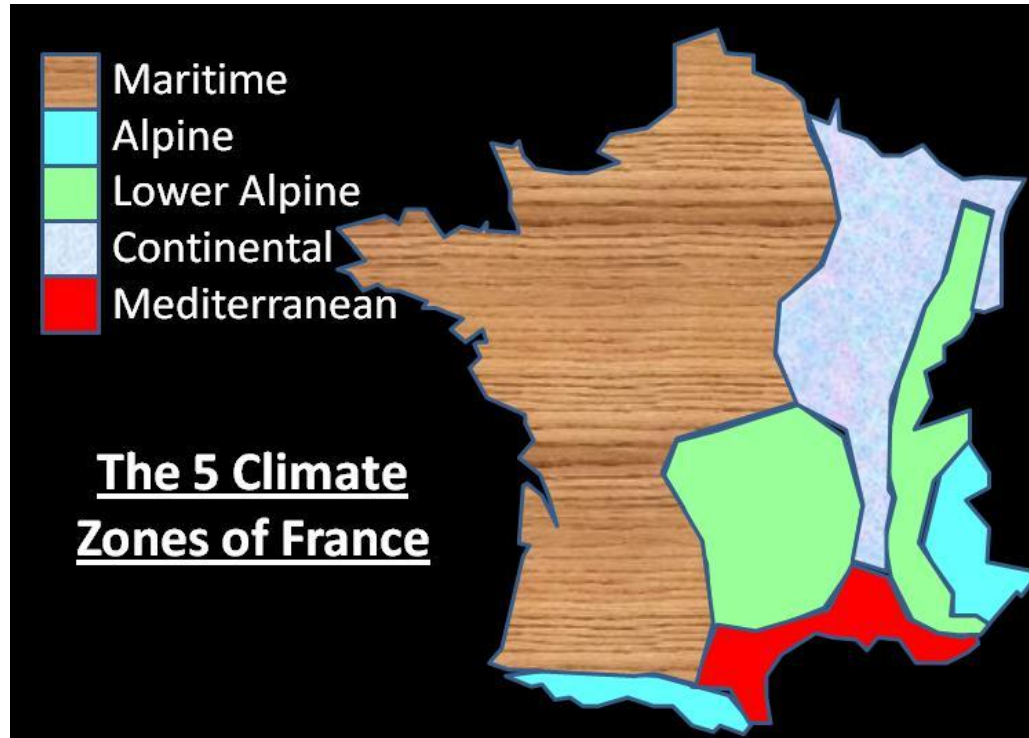 Maritime
Alpine
Lower Alpine
Continental
Mediterranean
The 5 Climate
Zones of France